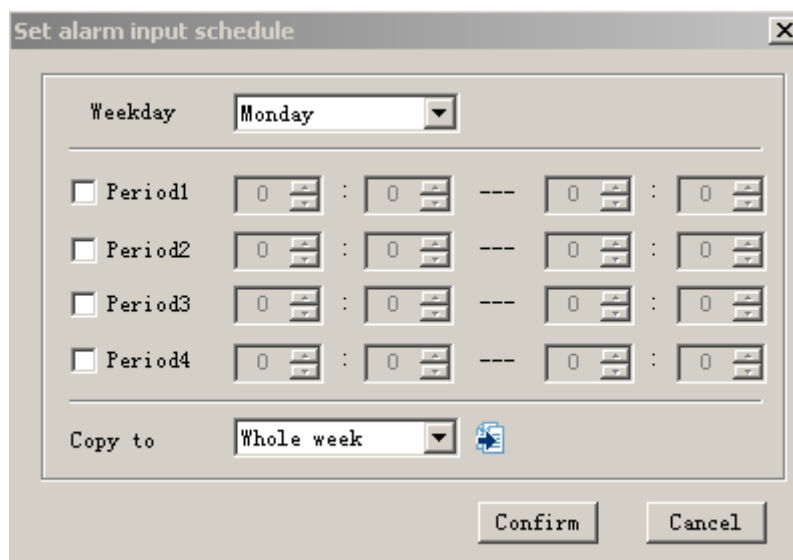 Set alarm input schedule
Weekday Monday
Period1 0 : 0 --- 0 : 0
Period2 0 : 0 --- 0 : 0
Period3 0 : 0 --- 0 : 0
Period4 0 : 0 --- 0 : 0
Copy to Whole week
Confirm Cancel